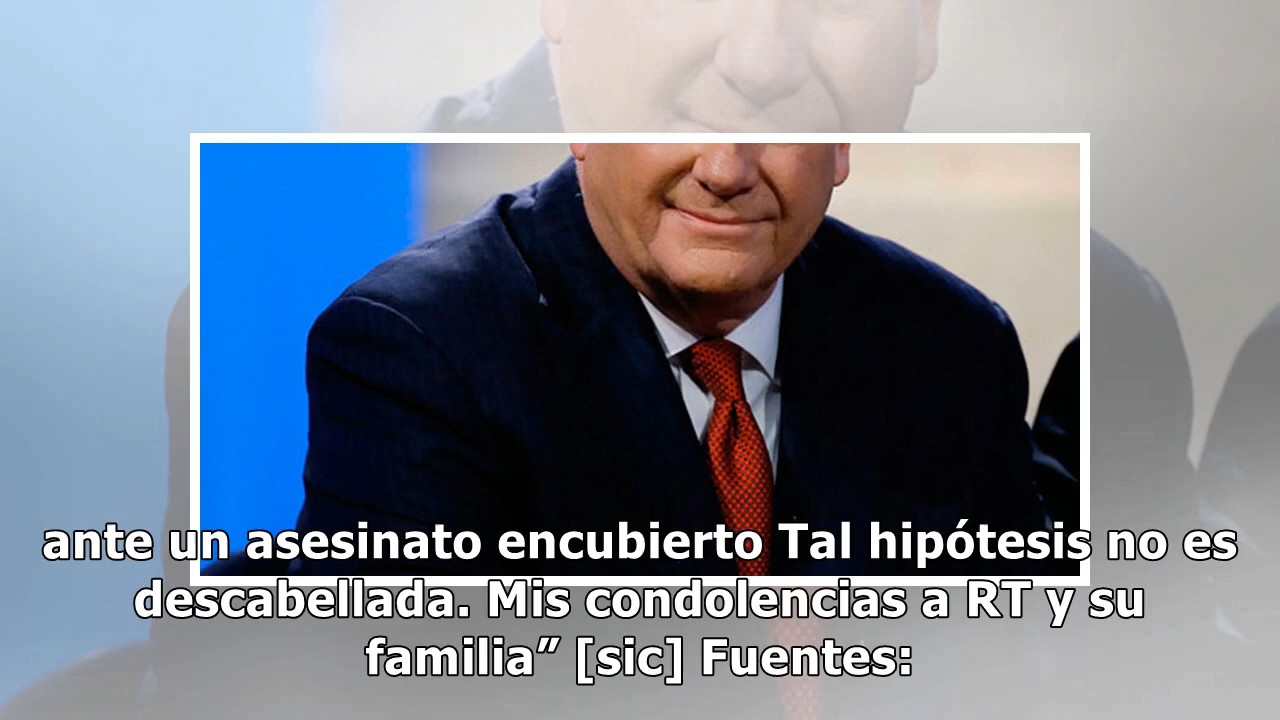 ante un asesinato encubierto Tal hipótesis no es
descabellada. Mis condolencias a RT y su
familia” [sic] Fuentes: